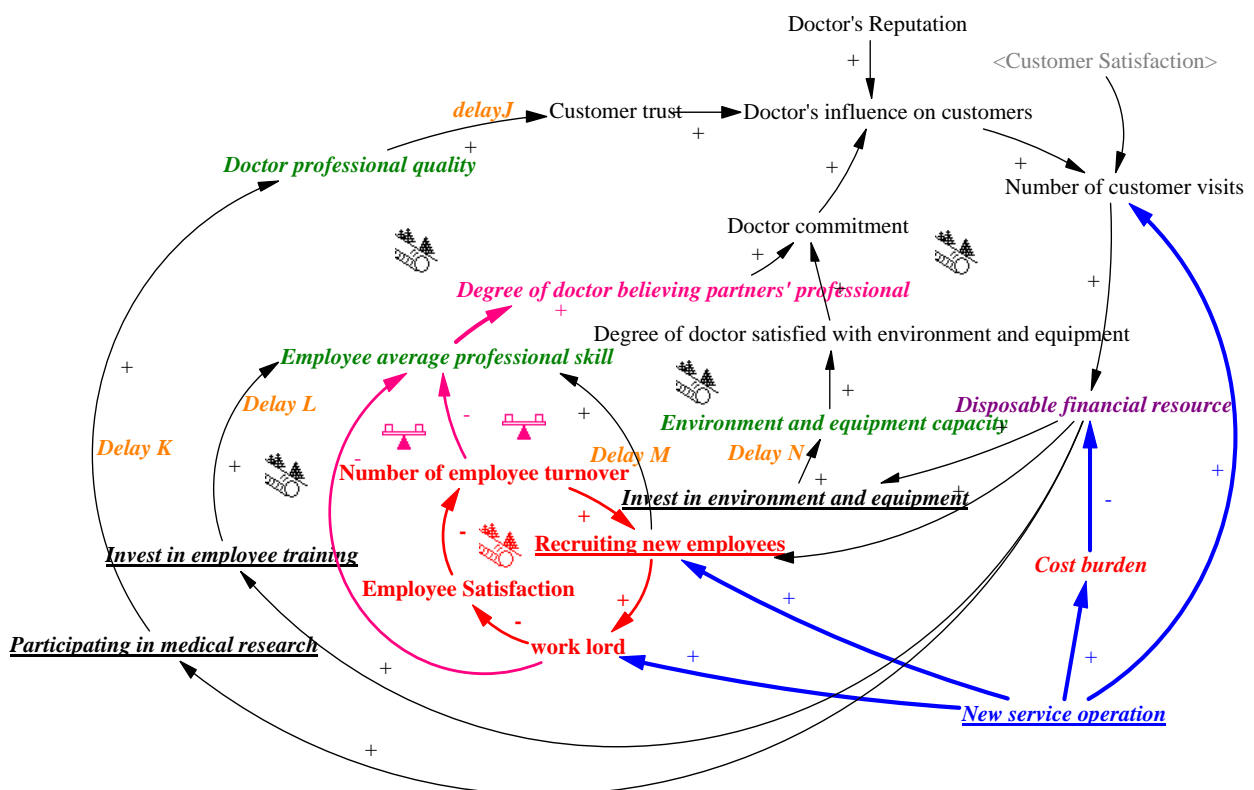 Doctor's Reputation
+
<Customer Satisfaction>
delayJ
Customer trust
Doctor's influence on customers
+
+
+
Doctor professional quality
Number of customer visits
Doctor commitment
+
+
Degree of doctor believing partners' professional
+
+
+
Degree of doctor satisfied with environment and equipment
Employee average professional skill
+
+
Delay L
-
+
Environment and equipment capacity
Disposable financial resource
+
Delay K
Delay M
Delay N
-
+
Number of employee turnover
+
+
+
Invest in environment and equipment
-
+
-
Recruiting new employees
Invest in employee training
Cost burden
Employee Satisfaction
+
+
-
Participating in medical research
work lord
+
+
+
New service operation
+